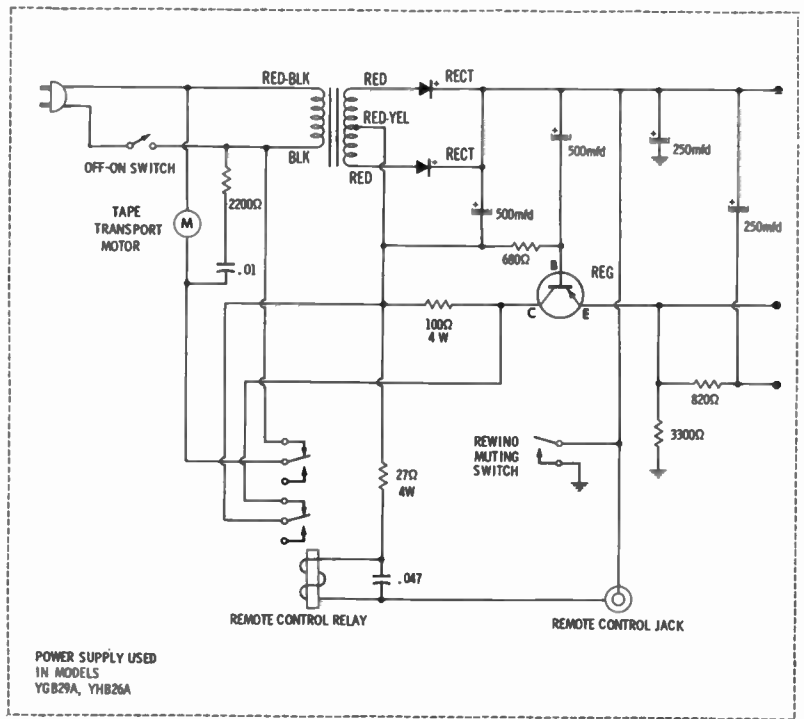 RED-BLK
RED
RECT
RED-YEL
BLK
RED
RECT
OFF-ON SWITCH
500mfd
250mfd
2200Ω
TAPE
TRANSPORT
MOTOR
M
500mfd
250mfd
.01
680Ω
B
REG
C
E
100Ω
4 W
820Ω
3300Ω
REWINO
MUTING
SWITCH
27Ω
4W
.047
REMOTE CONTROL RELAY
REMOTE CONTROL JACK
POWER SUPPLY USED
IN MODELS
YGB29A, YHB26A